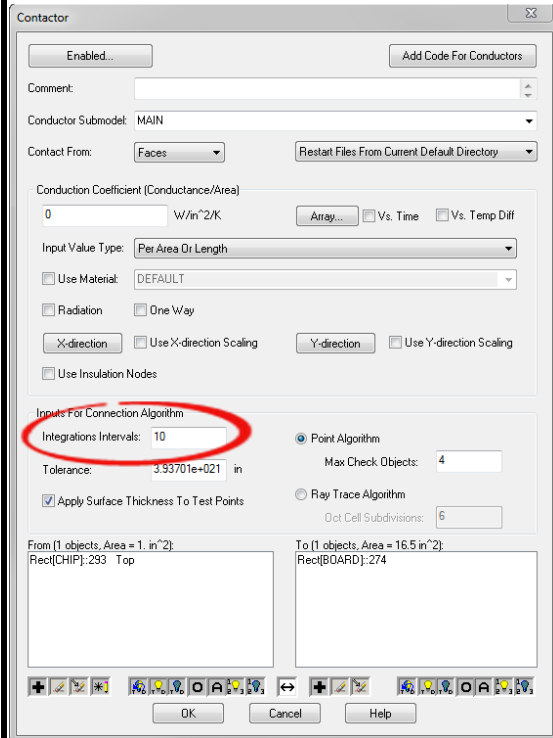 Contactor
Enabled... Add Code For Conductors
Comment:
Conductor Submodel: MAIN
Contact From: Faces Restart Files From Current Default Directory
Conduction Coefficient (Conductance/Area)
0 W/in^2/K Array... Vs. Time Vs. Temp Diff
Input Value Type: Per Area Or Length
Use Material: DEFAULT
Radiation One Way
X-direction Use X-direction Scaling Y-direction Use Y-direction Scaling
Use Insulation Nodes
Inputs For Connection Algorithm
Integrations Intervals: 10 Point Algorithm
Max Check Objects: 4
Tolerance: 3.93701e+021 in
Apply Surface Thickness To Test Points Ray Trace Algorithm
Oct Cell Subdivisions: 6
From (1 objects, Area = 1. in^2): To (1 objects, Area = 16.5 in^2):
Rect[CHIP]::293 Top Rect[BOARD]::274
OK Cancel Help